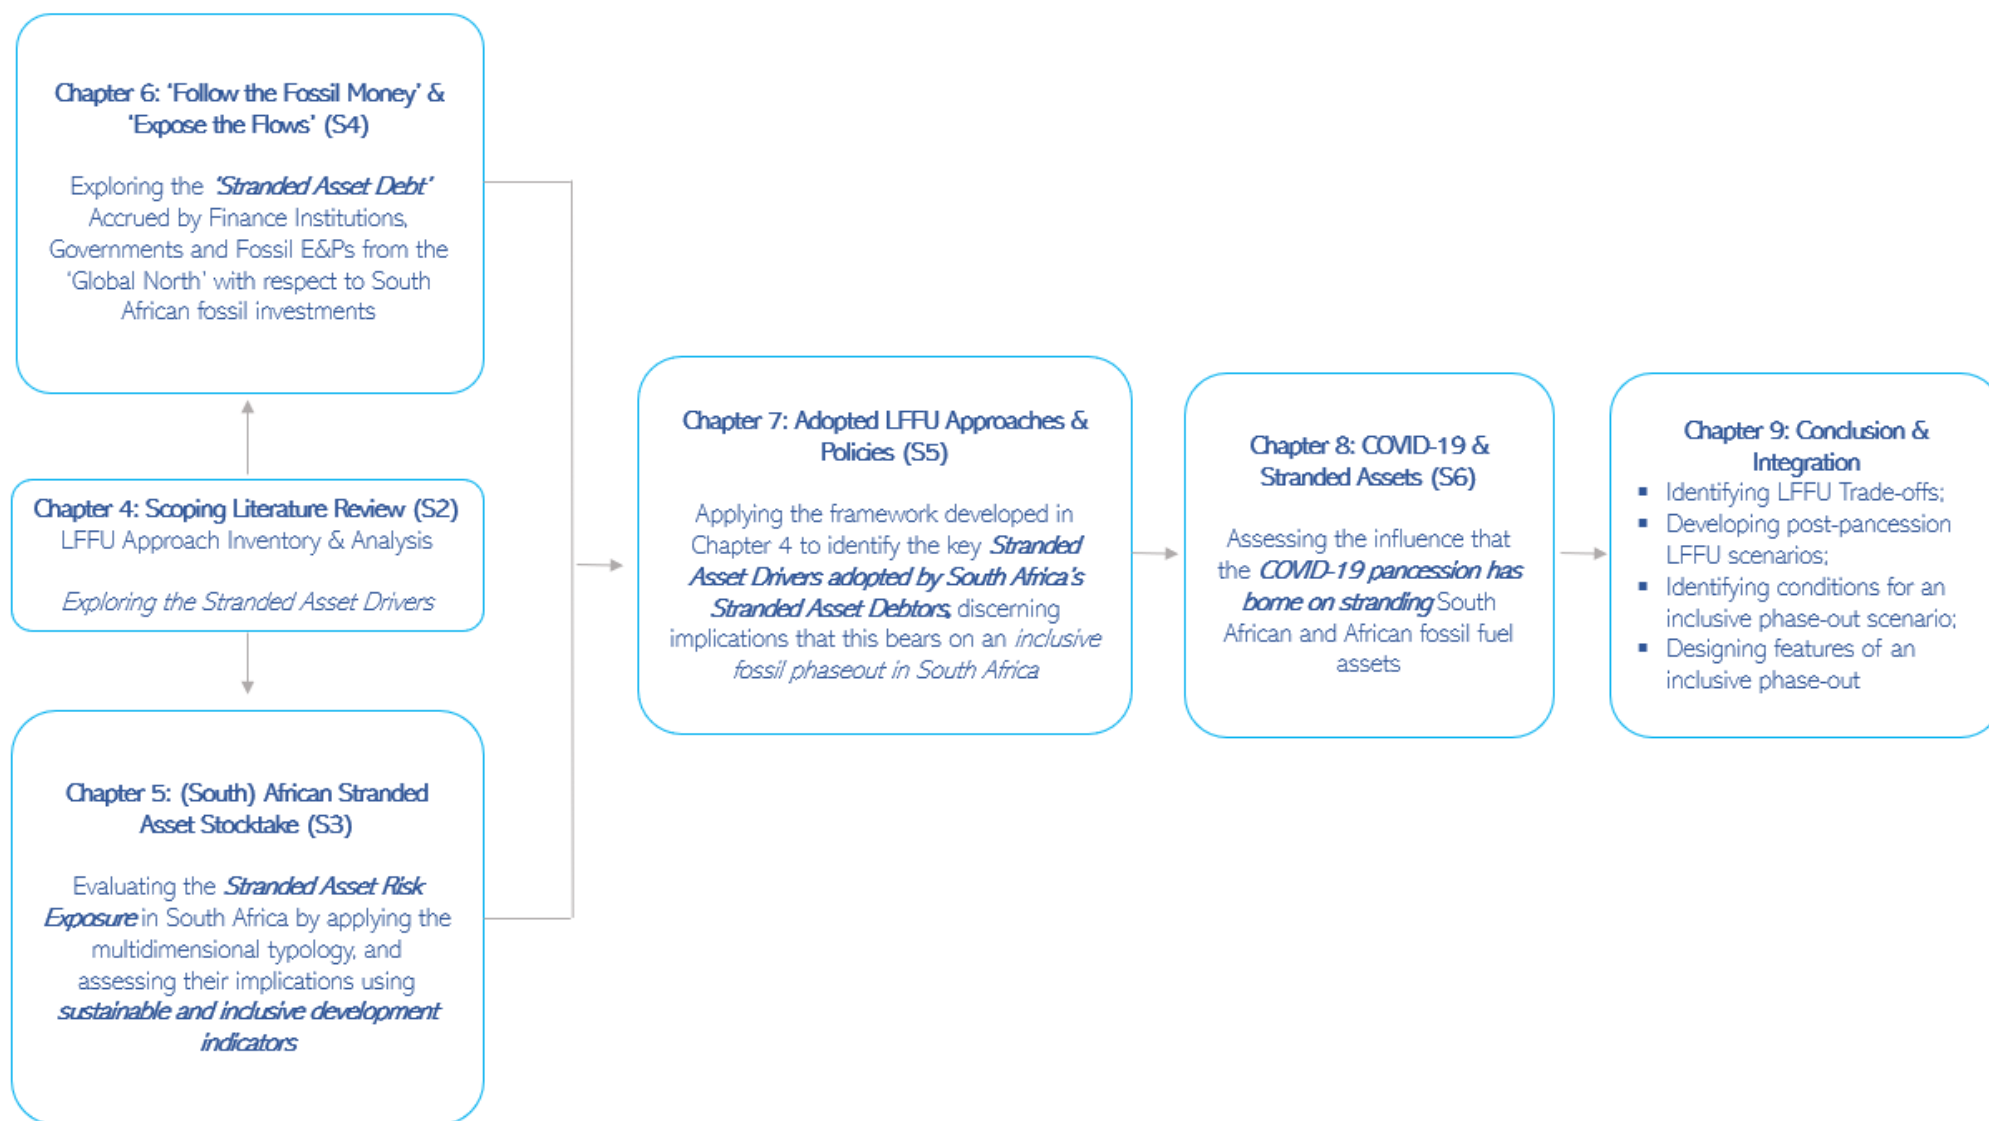 Chapter 6: ‘Follow the Fossil Money’ &
‘Expose the Flows’ (S4)
Exploring the ‘Stranded Asset Debt’
Accrued by Finance Institutions,
Governments and Fossil E&Ps from the
‘Global North’ with respect to South
African fossil investments
Chapter 4: Scoping Literature Review (S2)
LFFU Approach Inventory & Analysis
Exploring the Stranded Asset Drivers
Chapter 5: (South) African Stranded
Asset Stocktake (S3)
Evaluating the Stranded Asset Risk
Exposure in South Africa by applying the
multidimensional typology, and
assessing their implications using
sustainable and inclusive development
indicators
Chapter 7: Adopted LFFU Approaches &
Policies (S5)
Applying the framework developed in
Chapter 4 to identify the key Stranded
Asset Drivers adopted by South Africa’s
Stranded Asset Debtors, discerning
implications that this bears on an inclusive
fossil phaseout in South Africa
Chapter 8: COVID-19 &
Stranded Assets (S6)
Assessing the influence that
the COVID-19 pancession has
borne on stranding South
African and African fossil fuel
assets
Chapter 9: Conclusion &
Integration
▪ Identifying LFFU Trade-offs;
▪ Developing post-pancession
LFFU scenarios;
▪ Identifying conditions for an
inclusive phase-out scenario;
▪ Designing features of an
inclusive phase-out